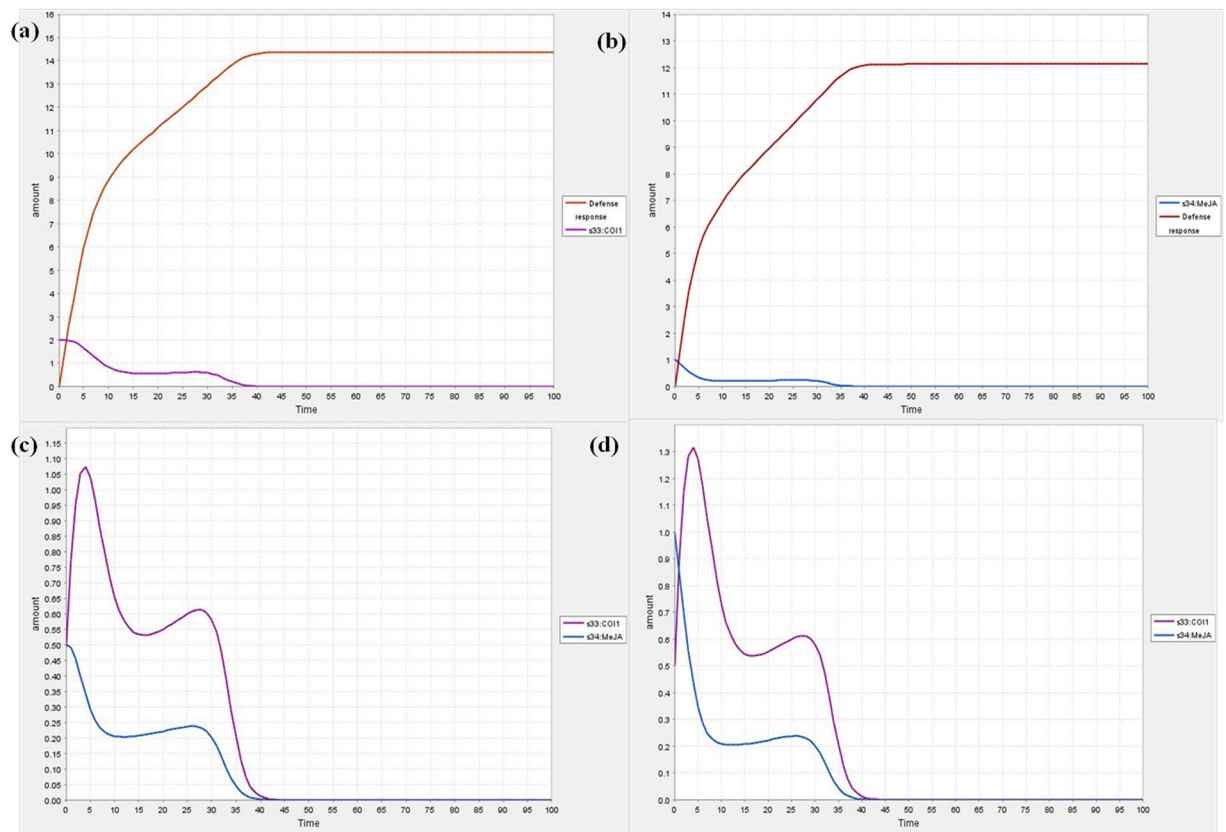 (a)
16
15
14
13
12
11
10
9
8
7
6
5
4
3
2
1
0
amount
0 5 10 15 20 25 30 35 40 45 50 55 60 65 70 75 80 85 90 95 100
Time
Defense
response
s33:COI1
(b)
14
13
12
11
10
9
8
7
6
5
4
3
2
1
0
amount
0 5 10 15 20 25 30 35 40 45 50 55 60 65 70 75 80 85 90 95 100
Time
s34:MeJA
Defense
response
(c)
1.15
1.10
1.05
1.00
0.95
0.90
0.85
0.80
0.75
0.70
0.65
0.60
0.55
0.50
0.45
0.40
0.35
0.30
0.25
0.20
0.15
0.10
0.05
0.00
amount
0 5 10 15 20 25 30 35 40 45 50 55 60 65 70 75 80 85 90 95 100
Time
s33:COI1
s34:MeJA
(d)
1.3
1.2
1.1
1.0
0.9
0.8
0.7
0.6
0.5
0.4
0.3
0.2
0.1
0.0
amount
0 5 10 15 20 25 30 35 40 45 50 55 60 65 70 75 80 85 90 95 100
Time
s33:COI1
s34:MeJA